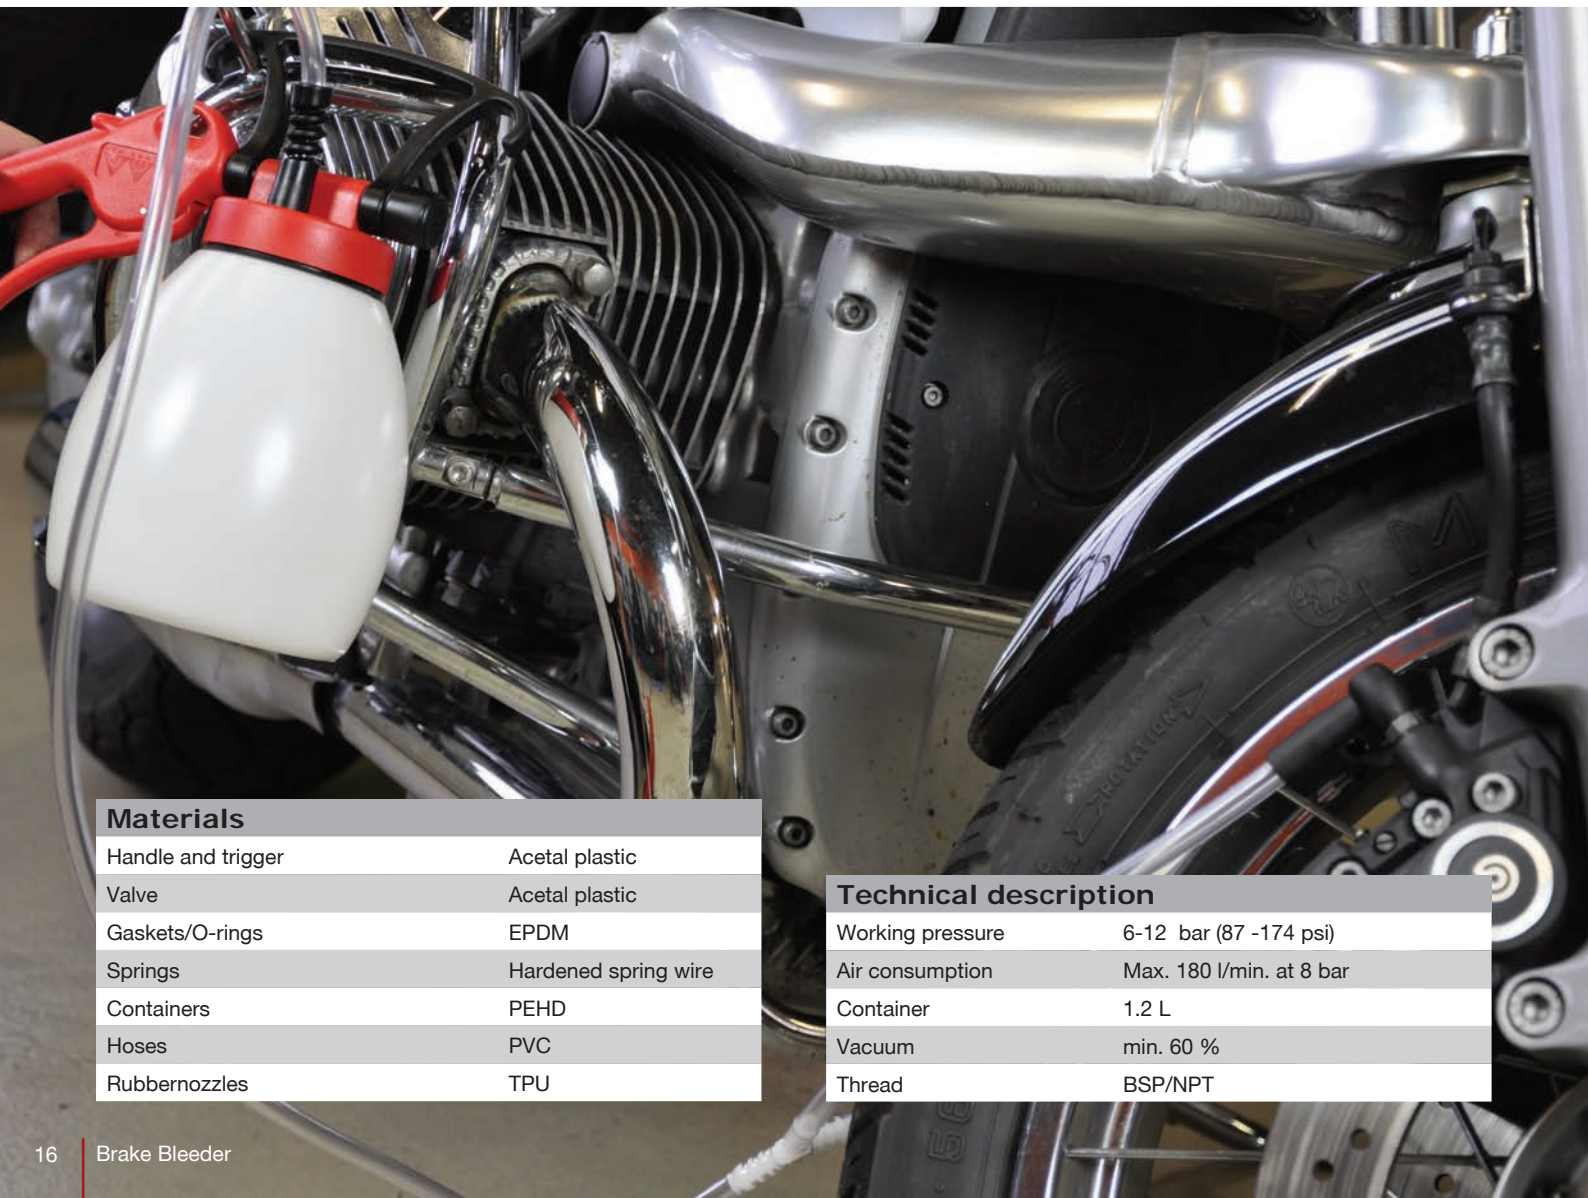 M
ROTATION
Materials
Handle and trigger Acetal plastic
Valve Acetal plastic
Gaskets/O-rings EPDM
Springs Hardened spring wire
Containers PEHD
Hoses PVC
Rubbernozzles TPU
Technical description
Working pressure 6-12 bar (87 -174 psi)
Air consumption Max. 180 l/min. at 8 bar
Container 1.2 L
Vacuum min. 60 %
Thread BSP/NPT
16 Brake Bleeder